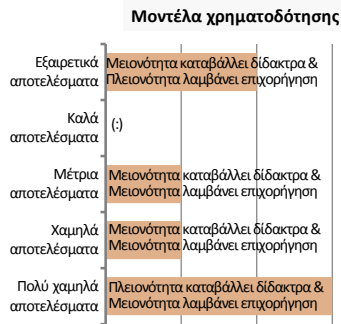 Μοντέλα χρηματοδότησης
Εξαιρετικά
αποτελέσματα
Μειονότητα καταβάλλει δίδακτρα &
Πλειονότητα λαμβάνει επιχορήγηση
Καλά
αποτελέσματα
(:)
Μέτρια
αποτελέσματα
Μειονότητα καταβάλλει δίδακτρα &
Μειονότητα λαμβάνει επιχορήγηση
Χαμηλά
αποτελέσματα
Μειονότητα καταβάλλει δίδακτρα &
Μειονότητα λαμβάνει επιχορήγηση
Πολύ χαμηλά
αποτελέσματα
Πλειονότητα καταβάλλει δίδακτρα &
Μειονότητα λαμβάνει επιχορήγηση